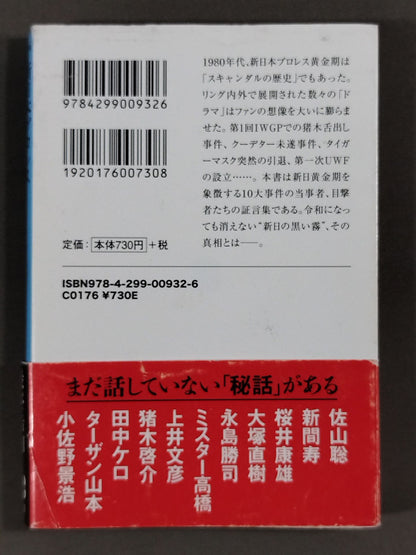 1980年代、新日本プロレス黄金期は
「スキャンダルの歴史」でもあった。
リング内外で展開された数々の「ド
ラマ」はファンの想像を大いに膨ら
ませた。第1回IWGPでの猪木舌出し
事件、クーデター未遂事件、タイガ
ーマスク突然の引退、第一次UWF
の設立……。本書は新日黄金期を
象徴する10大事件の当事者、目撃
者たちの証言集である。令和になって
も消えない“新日の黒い霧”、その
真相とは──。
9784299009326
1920176007308
定価：本体730円+税
ISBN978-4-299-00932-6
C0176 ¥730E
まだ話していない「秘話」がある
佐山聡
新間寿
桜井康雄
大塚直樹
永島勝司
ミスター高橋
上井文彦
猪木啓介
田中ケロ
ターザン山本
小佐野景浩